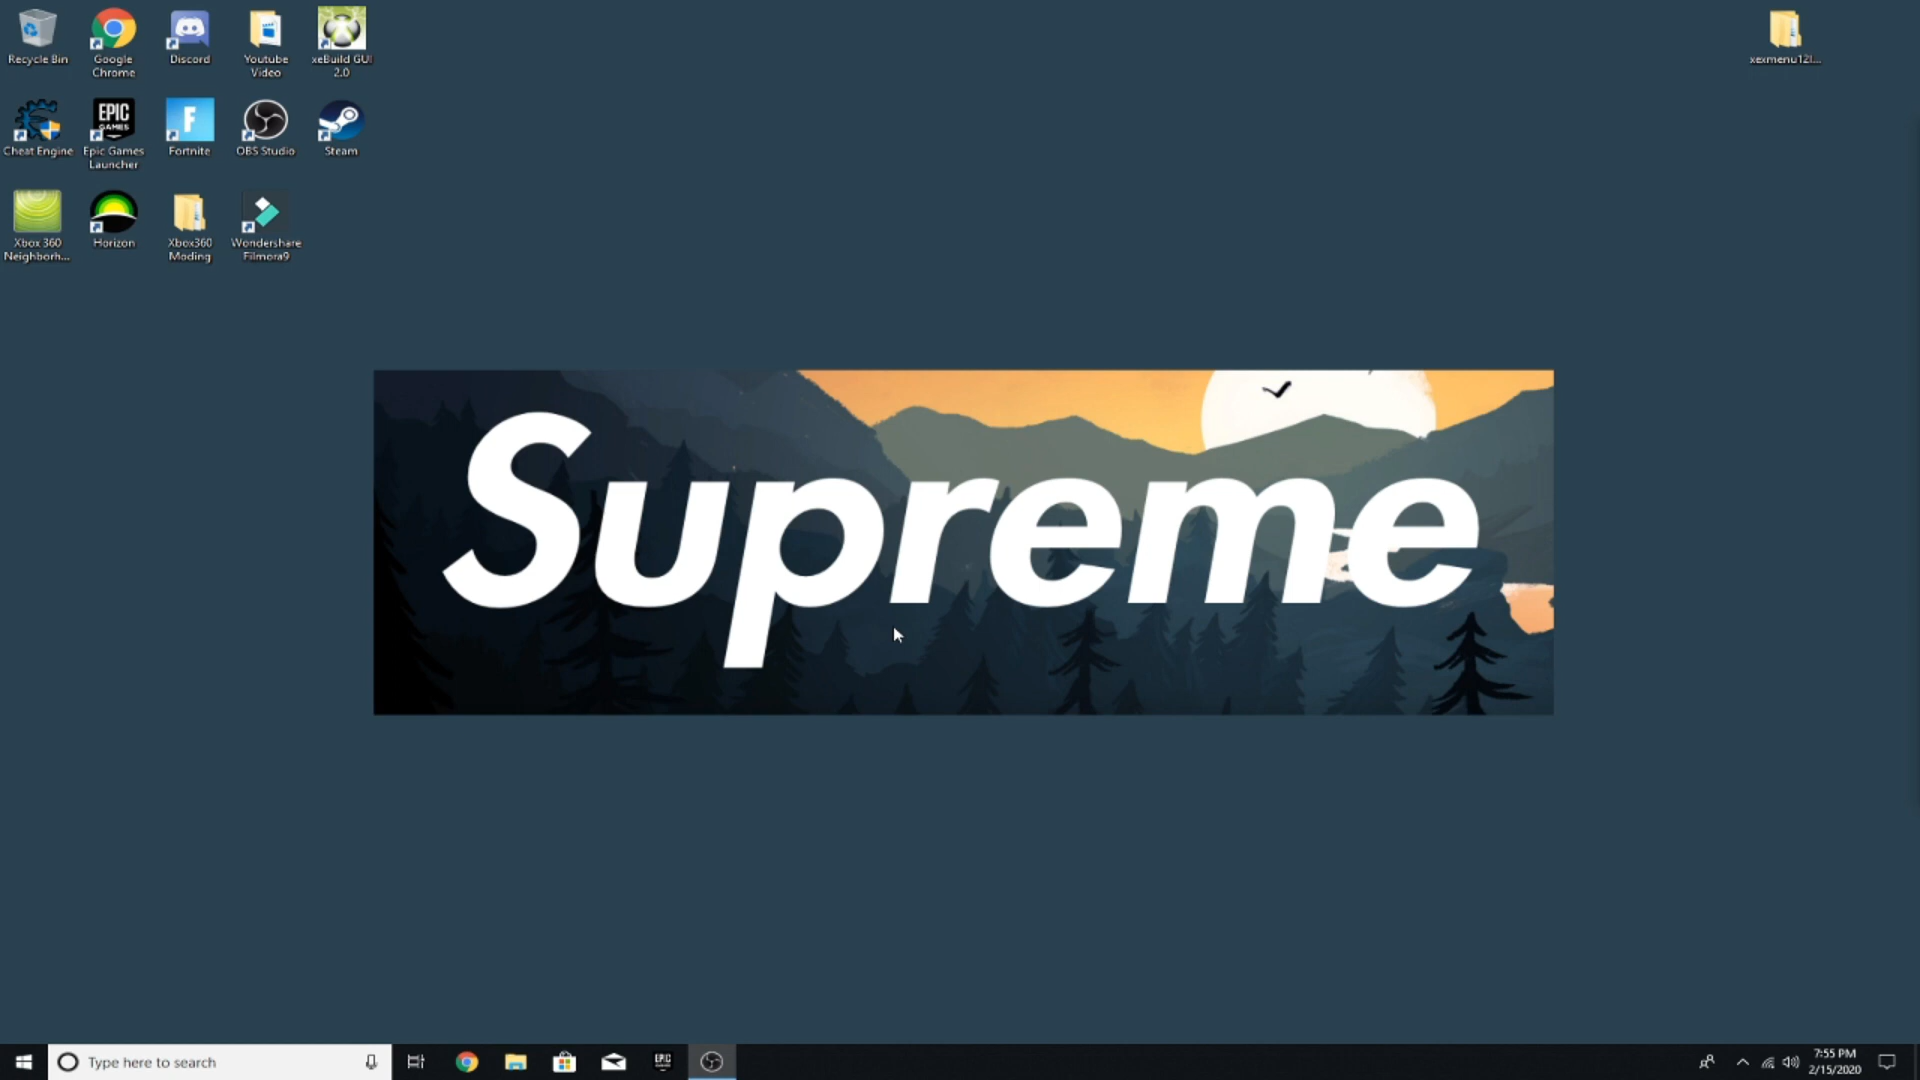 Recycle Bin
Google
Chrome
Discord
Youtube
Video
xeBuild GUI
2.0
xexmenu12l...
Cheat Engine
EPIC
GAMES
Epic Games
Launcher
F
Fortnite
OBS Studio
Steam
Xbox 360
Neighborh...
Horizon
Xbox360
Moding
Wondershare
Filmora9
Supreme
Type here to search
EPIC
7:55 PM
2/15/2020